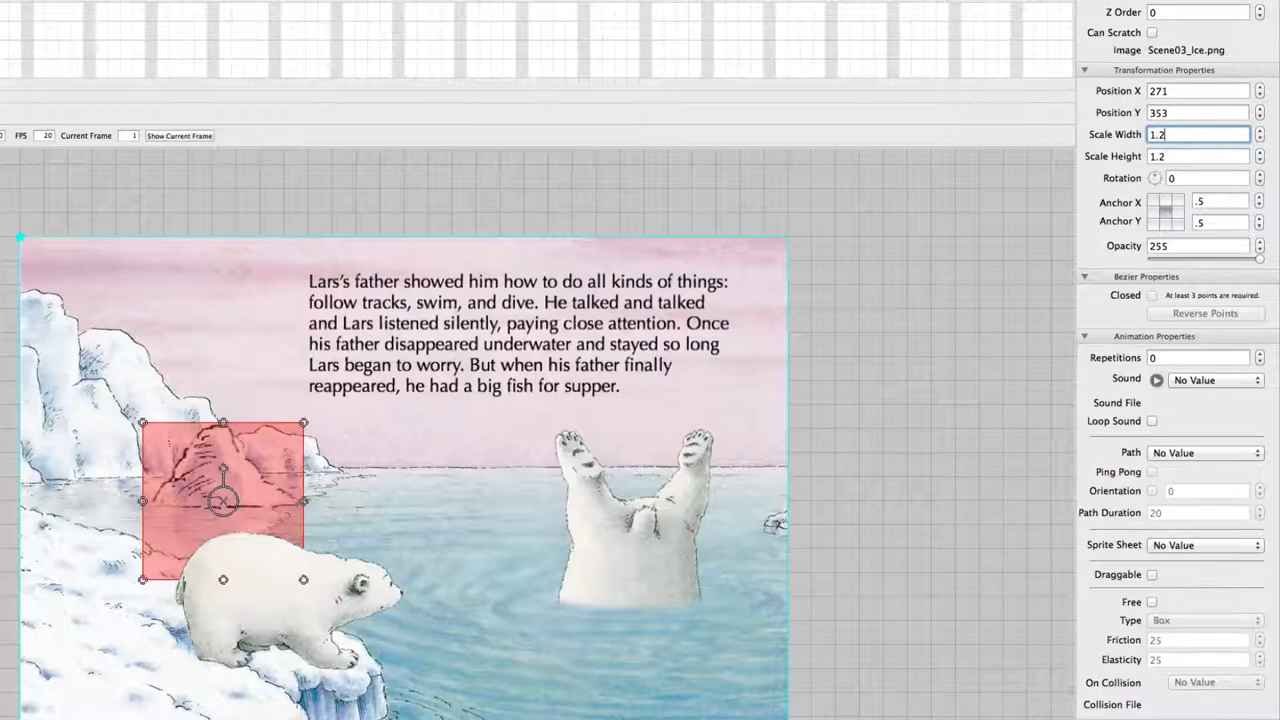 Z Order 0
Can Scratch
Image Scene03_Ice.png
Transformation Properties
Position X 271
Position Y 353
Scale Width 1.2
Scale Height 1.2
Rotation 0
Anchor X .5
Anchor Y .5
Opacity 255
Bezier Properties
Closed At least 3 points are required.
Reverse Points
Animation Properties
Repetitions 0
Sound No Value
Sound File
Loop Sound
Path No Value
Ping Pong
Orientation 0
Path Duration 20
Sprite Sheet No Value
Draggable
Free
Type Box
Friction 25
Elasticity 25
On Collision No Value
Collision File
0 FPS 20 Current Frame 1 Show Current Frame
Lars's father showed him how to do all kinds of things:
follow tracks, swim, and dive. He talked and talked
and Lars listened silently, paying close attention. Once
his father disappeared underwater and stayed so long
Lars began to worry. But when his father finally
reappeared, he had a big fish for supper.